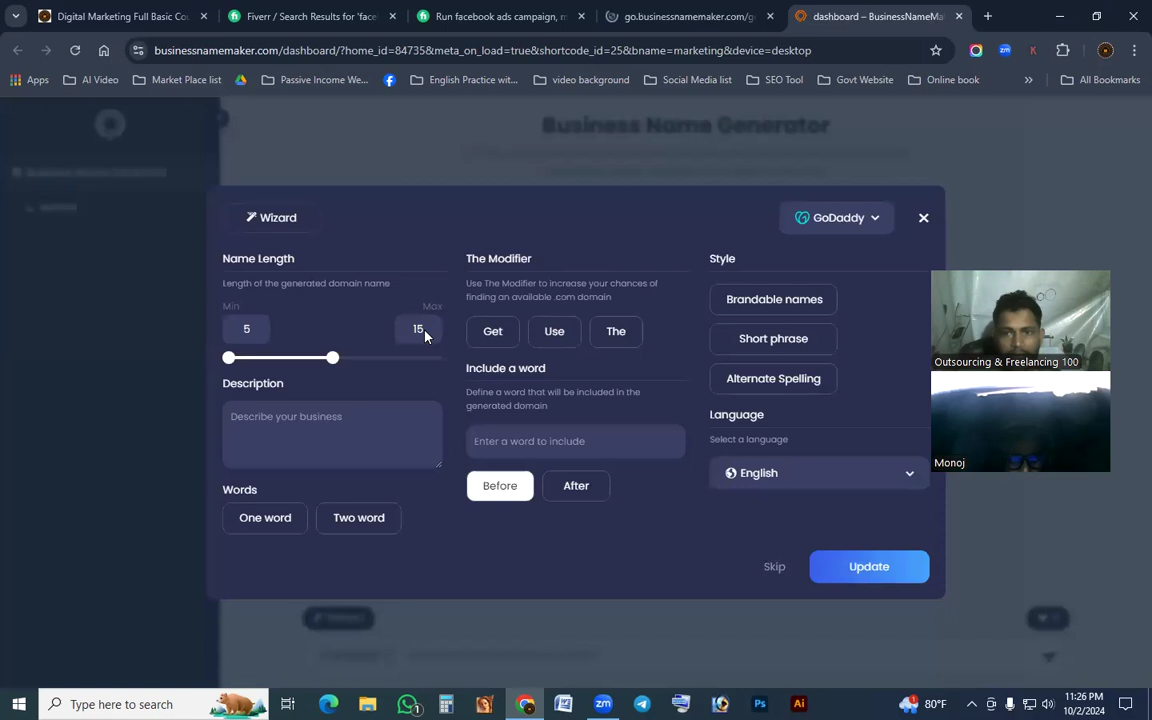 Digital Marketing Full Basic Co
Fiverr / Search Results for 'face
Run facebook ads campaign, m
go.businessnamemaker.com/g
dashboard – BusinessNameMa
businessnamemaker.com/dashboard/?home_id=84735&meta_on_load=true&shortcode_id=25&bname=marketing&device=desktop
Apps
AI Video
Market Place list
Passive Income We...
English Practice wit...
video background
Social Media list
SEO Tool
Govt Website
Online book
All Bookmarks
Business Name Generator
Wizard
GoDaddy
Name Length
Length of the generated domain name
Min
Max
5
15
Description
Describe your business
Words
One word
Two word
The Modifier
Use The Modifier to increase your chances of
finding an available .com domain
Get
Use
The
Include a word
Define a word that will be included in the
generated domain
Enter a word to include
Before
After
Style
Brandable names
Short phrase
Alternate Spelling
Language
Select a language
English
Skip
Update
Outsourcing & Freelancing 100
Monoj
Type here to search
80°F
11:26 PM
10/2/2024